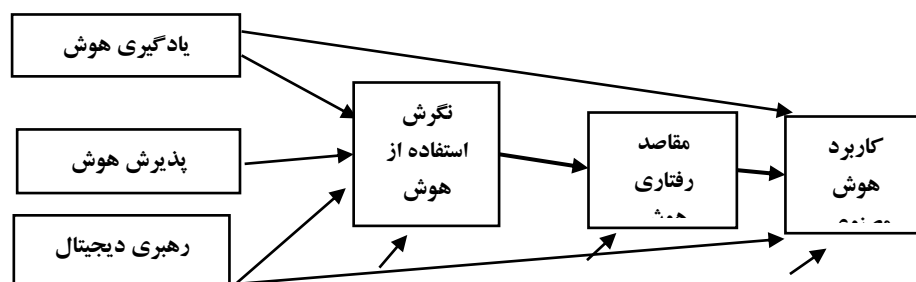 یادگیری هوش
پذیرش هوش
رهبری دیجیتال
نگرش
استفاده از
هوش
مقاصد
رفتاری
کاربرد
هوش